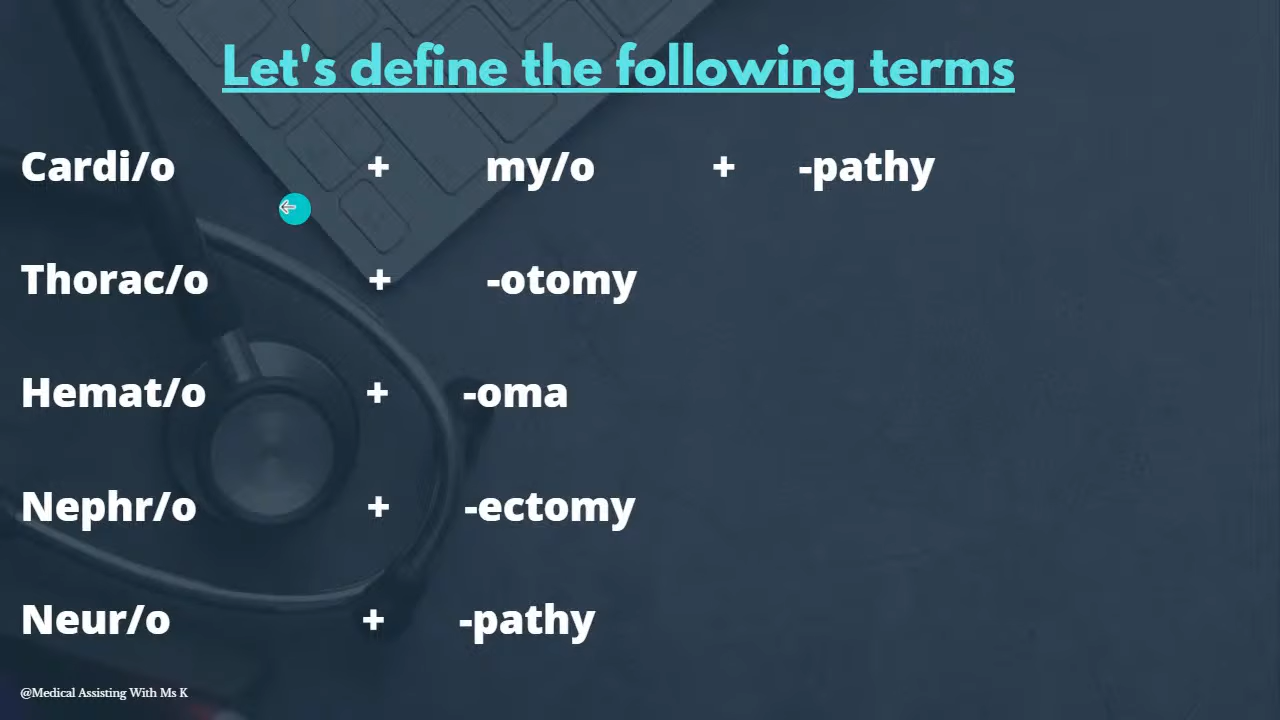 Let's define the following terms
Cardi/o + my/o + -pathy
Thorac/o + -otomy
Hemat/o + -oma
Nephr/o + -ectomy
Neur/o + -pathy
@Medical Assisting With Ms K